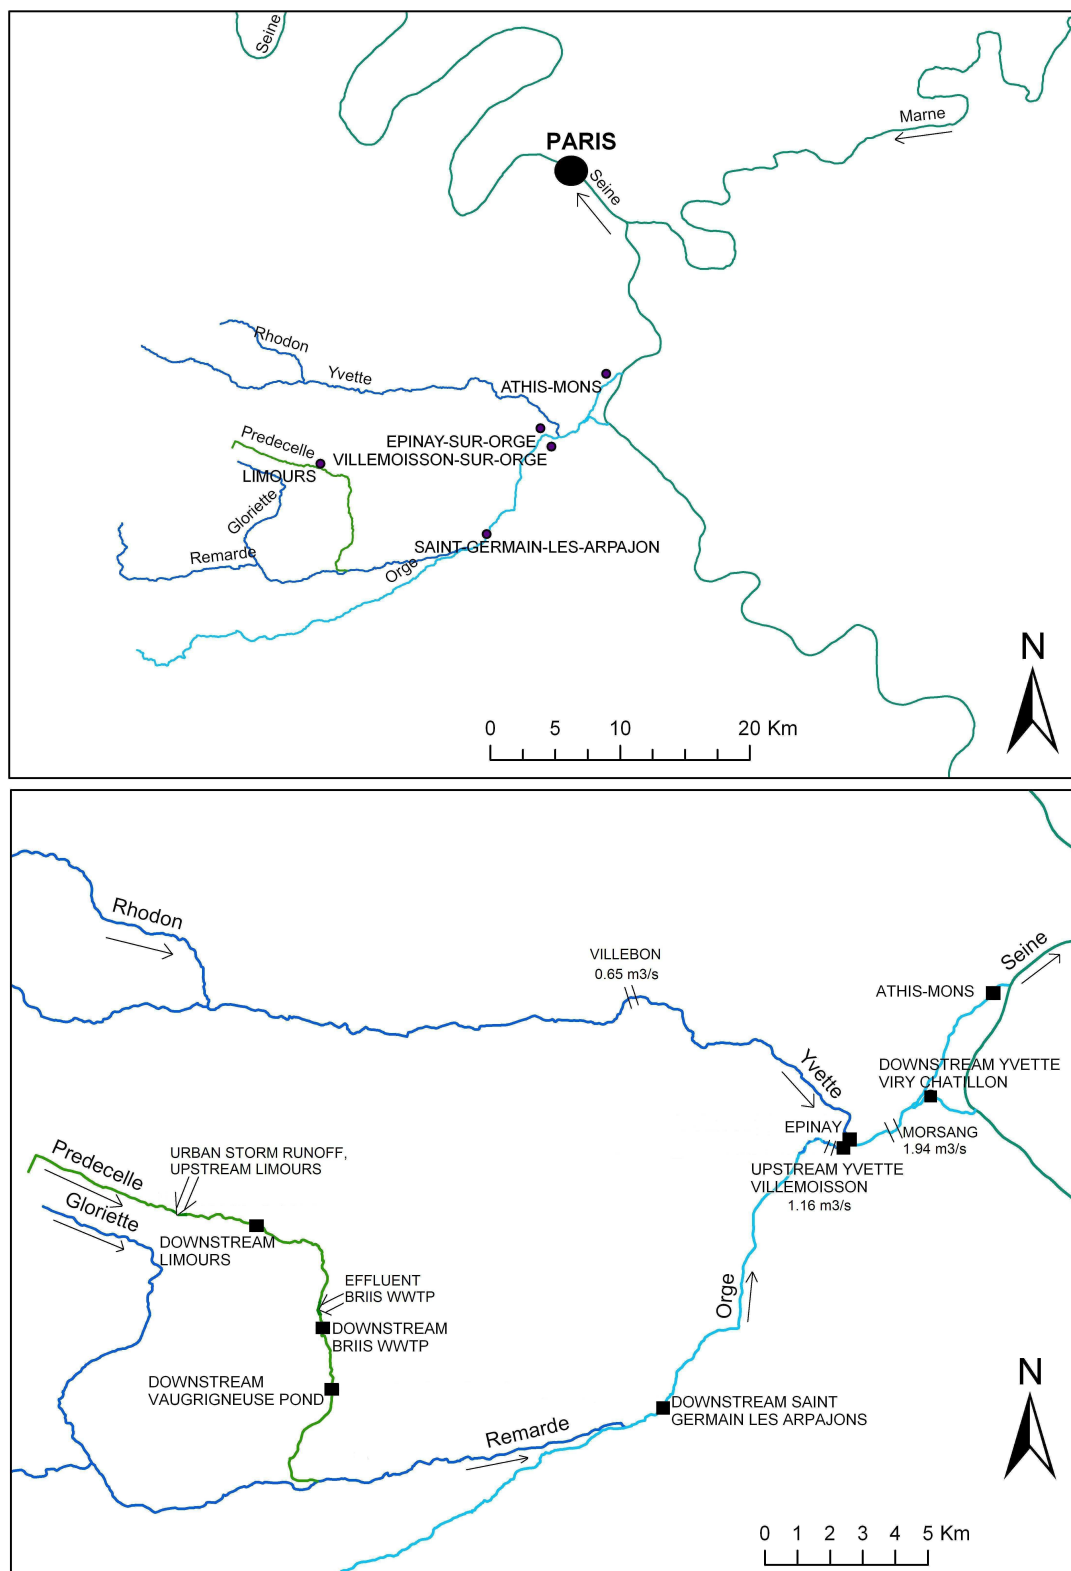 Seine
Marne
PARIS
Seine
Rhodon
Yvette
ATHIS-MONS
Predecelle
EPINAY-SUR-ORGE
VILLEMOISSON-SUR-ORGE
LIMOURS
Gloriette
Remarde
SAINT-GERMAIN-LES-ARPAJON
Orge
N
0 5 10 20 Km
Rhodon
VILLEBON
0.65 m3/s
Seine
ATHIS-MONS
Yvette
DOWNSTREAM YVETTE
VIRY CHATILLON
EPINAY
MORSANG
1.94 m3/s
URBAN STORM RUNOFF,
UPSTREAM LIMOURS
Predecelle
UPSTREAM YVETTE
VILLEMOISSON
1.16 m3/s
Gloriette
DOWNSTREAM
LIMOURS
EFFLUENT
BRIIS WWTP
Orge
DOWNSTREAM
BRIIS WWTP
DOWNSTREAM
VAUGRIGNEUSE POND
DOWNSTREAM SAINT
GERMAIN LES ARPAJONS
Remarde
N
0 1 2 3 4 5 Km